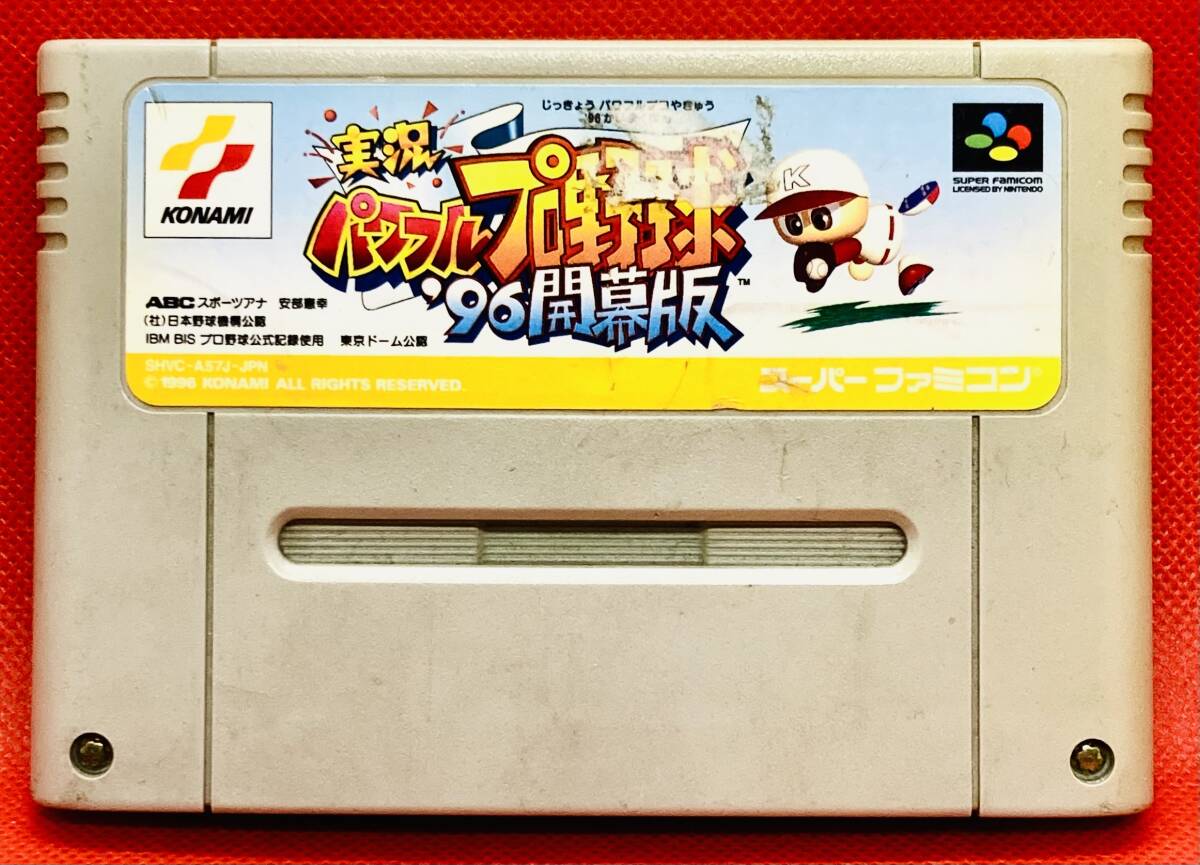 じっきょう パワフルプロやきゅう
実況
パワフル
プロ野球
'96開幕版™
KONAMI
K
SUPER FAMICOM
LICENSED BY NINTENDO
ABC スポーツアナ 安部憲幸
(社)日本野球機構公認
IBM BIS プロ野球公式記録使用 東京ドーム公認
SHVC-A57J-JPN
© 1996 KONAMI ALL RIGHTS RESERVED.
スーパーファミコン®